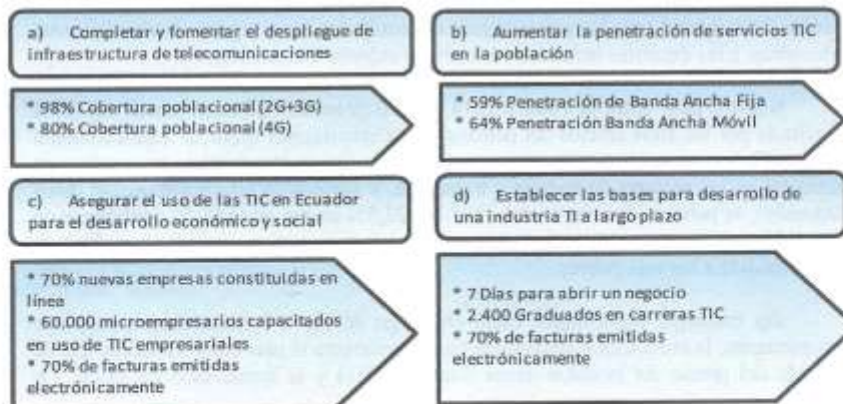 a) Completar y fomentar el despliegue de
infraestructura de telecomunicaciones
* 98% Cobertura poblacional (2G+3G)
* 80% Cobertura poblacional (4G)
b) Aumentar la penetración de servicios TIC
en la población
* 59% Penetración de Banda Ancha Fija
* 64% Penetración Banda Ancha Móvil
c) Asegurar el uso de las TIC en Ecuador
para el desarrollo económico y social
* 70% nuevas empresas constituidas en
línea
* 60,000 microempresarios capacitados
en uso de TIC empresariales
* 70% de facturas emitidas
electrónicamente
d) Establecer las bases para desarrollo de
una industria TI a largo plazo
* 7 Días para abrir un negocio
* 2.400 Graduados en carreras TIC
* 70% de facturas emitidas
electrónicamente